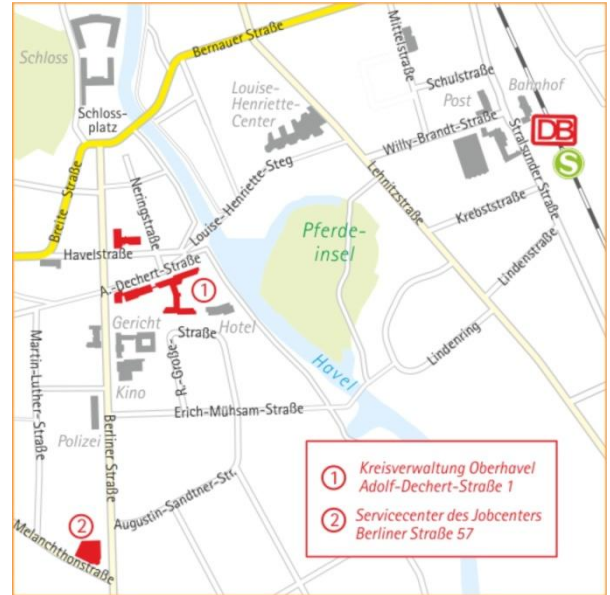 Schloss
Schloss-
platz
Bernauer Straße
Mittelstraße
Schulstraße
Bahnhof
Louise-
Henriette-
Center
Post
Willy-Brandt-Straße
DB
S
Stralsunder Straße
Breite Straße
Neringstraße
Louise-Henriette-Steg
Lehnitzstraße
Krebststraße
Havelstraße
Pferde-
insel
Lindenstraße
A.-Dechert-Straße
1
Gericht
Hotel
R.-Große-
Straße
Havel
Lindenring
Martin-Luther-Straße
Kino
Erich-Mühsam-Straße
Polizei
Berliner Straße
Augustin-Sandtner-Str.
2
Melanchthonstraße
1 Kreisverwaltung Oberhavel
Adolf-Dechert-Straße 1
2 Servicecenter des Jobcenters
Berliner Straße 57